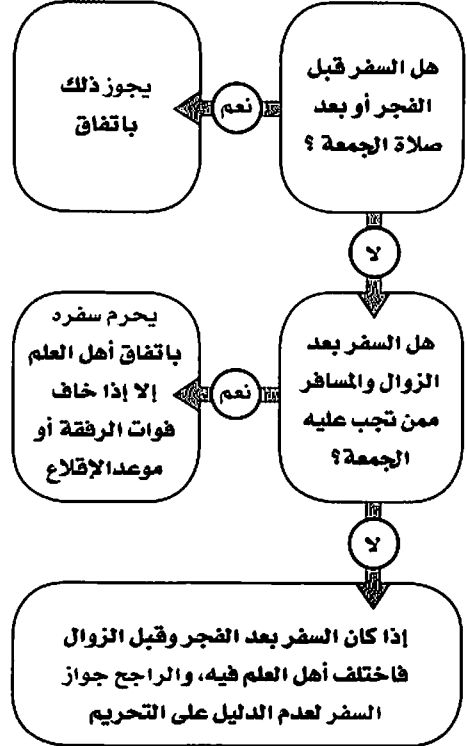 هل السفر قبل
الفجر أو بعد
صلاة الجمعة ؟
نعم
يجوز ذلك
باتفاق
لا
هل السفر بعد
الزوال والمسافر
ممن تجب عليه
الجمعة؟
نعم
يحرم سفره
باتفاق أهل العلم
إلا إذا خاف
فوات الرفقة أو
موعدالإقلاع
لا
إذا كان السفر بعد الفجر وقبل الزوال
فاختلف أهل العلم فيه، والراجح جواز
السفر لعدم الدليل على التحريم